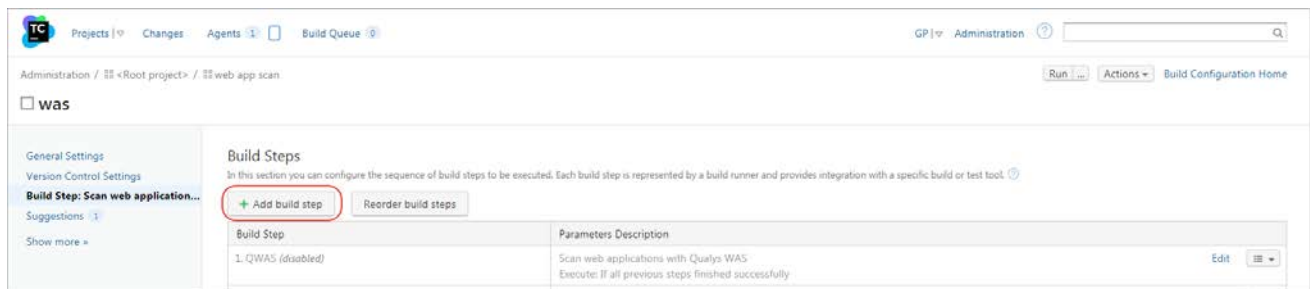 TC Projects | Changes Agents 1 Build Queue 0 GP | Administration ?
Administration / <Root project> / web app scan Run ... Actions Build Configuration Home
was
General Settings
Version Control Settings
Build Step: Scan web application...
Suggestions 1
Show more »
Build Steps
In this section you can configure the sequence of build steps to be executed. Each build step is represented by a build runner and provides integration with a specific build or test tool. ?
+ Add build step Reorder build steps
Build Step Parameters Description
1. QWAS (disabled) Scan web applications with Qualys WAS Edit
Execute: If all previous steps finished successfully